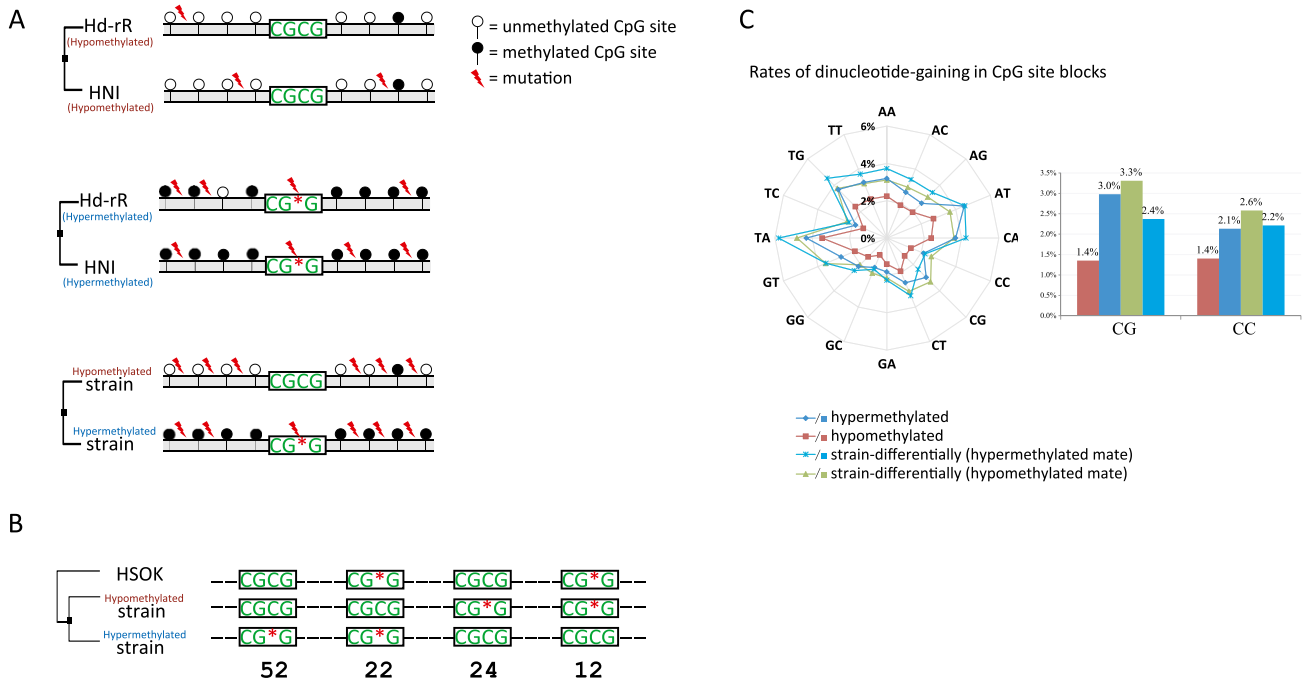 A
Hd-rR
(Hypomethylated)
CGCG
HNI
(Hypomethylated)
CGCG
= unmethylated CpG site
= methylated CpG site
= mutation
Hd-rR
(Hypermethylated)
CG*G
HNI
(Hypermethylated)
CG*G
Hypomethylated
strain
CGCG
Hypermethylated
strain
CG*G
B
HSOK
CGCG CG*G CGCG CG*G
Hypomethylated
strain
CGCG CGCG CG*G CG*G
Hypermethylated
strain
CG*G CG*G CGCG CGCG
52 22 24 12
C
Rates of dinucleotide-gaining in CpG site blocks
AA
AC
AG
AT
CA
CC
CG
CT
GA
GC
GG
GT
TA
TC
TG
TT
6%
4%
2%
0%
3.5%
3.0%
2.5%
2.0%
1.5%
1.0%
0.5%
0.0%
1.4%
3.0%
3.3%
2.4%
1.4%
2.1%
2.6%
2.2%
CG CC
/ hypermethylated
/ hypomethylated
/ strain-differentially (hypermethylated mate)
/ strain-differentially (hypomethylated mate)